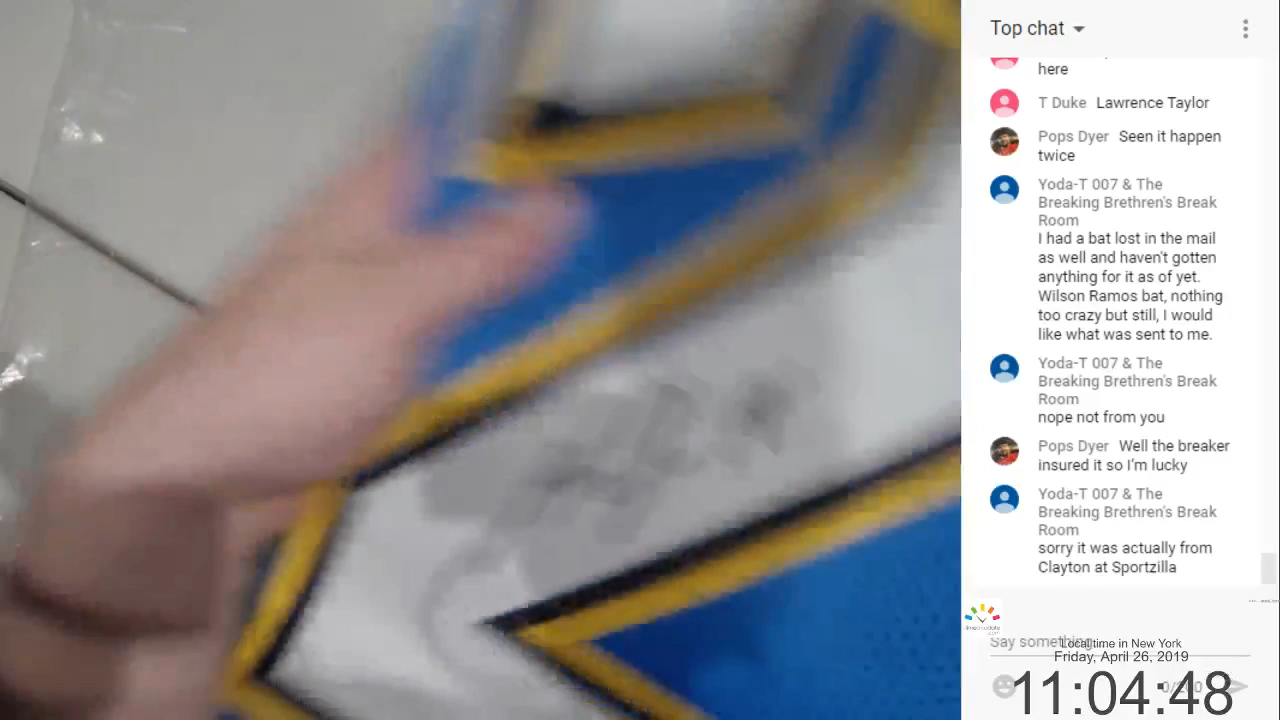 Top chat
here
T Duke Lawrence Taylor
Pops Dyer Seen it happen
twice
Yoda-T 007 & The
Breaking Brethren's Break
Room
I had a bat lost in the mail
as well and haven't gotten
anything for it as of yet.
Wilson Ramos bat, nothing
too crazy but still, I would
like what was sent to me.
Yoda-T 007 & The
Breaking Brethren's Break
Room
nope not from you
Pops Dyer Well the breaker
insured it so I'm lucky
Yoda-T 007 & The
Breaking Brethren's Break
Room
sorry it was actually from
Clayton at Sportzilla
Say something...
Local time in New York
Friday, April 26, 2019
11:04:48